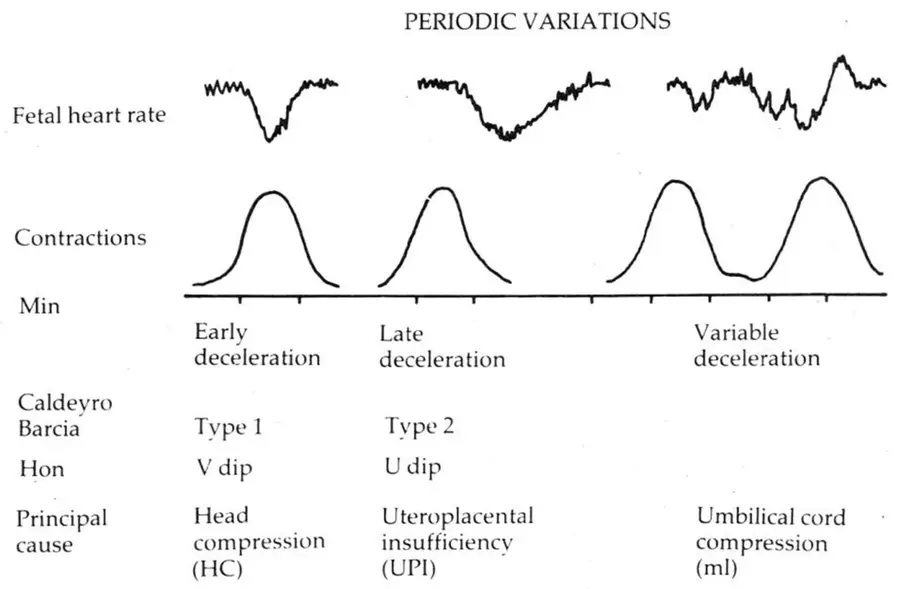 PERIODIC VARIATIONS
Fetal heart rate
Contractions
Min
Early
deceleration
Late
deceleration
Variable
deceleration
Caldeyro
Barcia
Type 1
Type 2
Hon
V dip
U dip
Principal
cause
Head
compression
(HC)
Uteroplacental
insufficiency
(UPI)
Umbilical cord
compression
(ml)